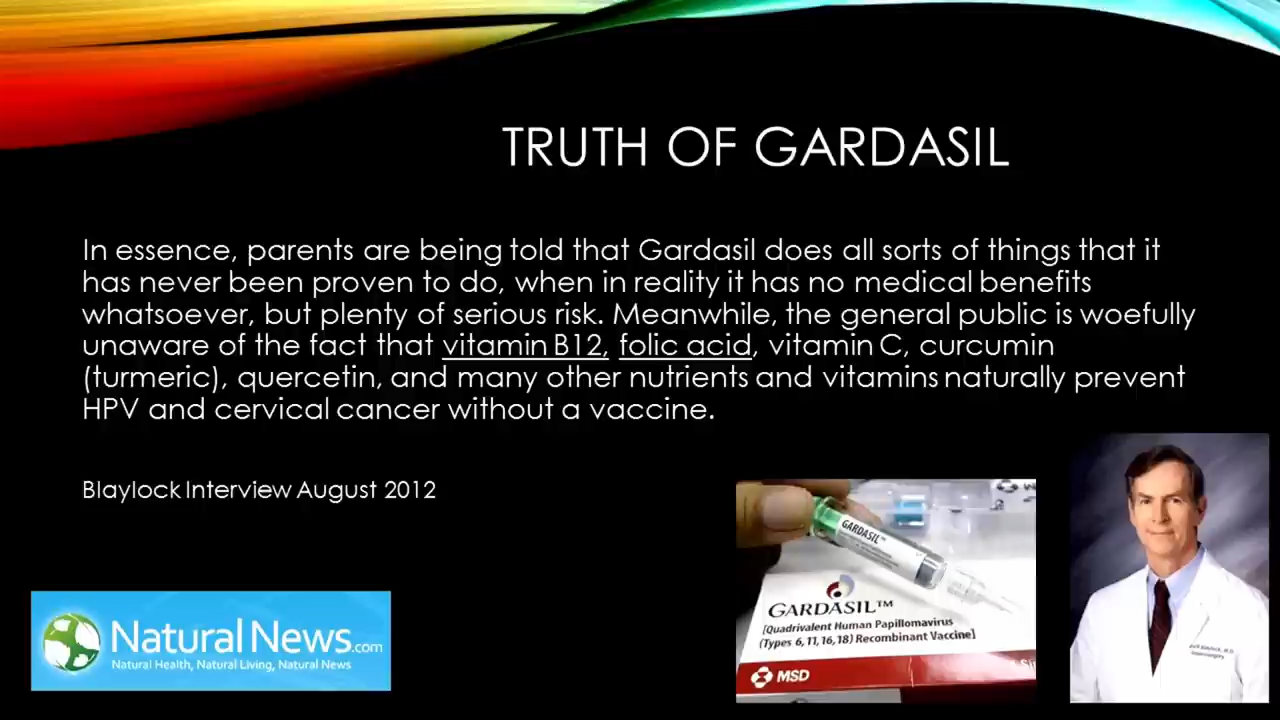 TRUTH OF GARDASIL
In essence, parents are being told that Gardasil does all sorts of things that it
has never been proven to do, when in reality it has no medical benefits
whatsoever, but plenty of serious risk. Meanwhile, the general public is woefully
unaware of the fact that vitamin B12, folic acid, vitamin C, curcumin
(turmeric), quercetin, and many other nutrients and vitamins naturally prevent
HPV and cervical cancer without a vaccine.
Blaylock Interview August 2012
NaturalNews.com
Natural Health, Natural Living, Natural News
GARDASIL™
GARDASIL™
[Quadrivalent Human Papillomavirus
(Types 6,11,16,18) Recombinant Vaccine]
MSD